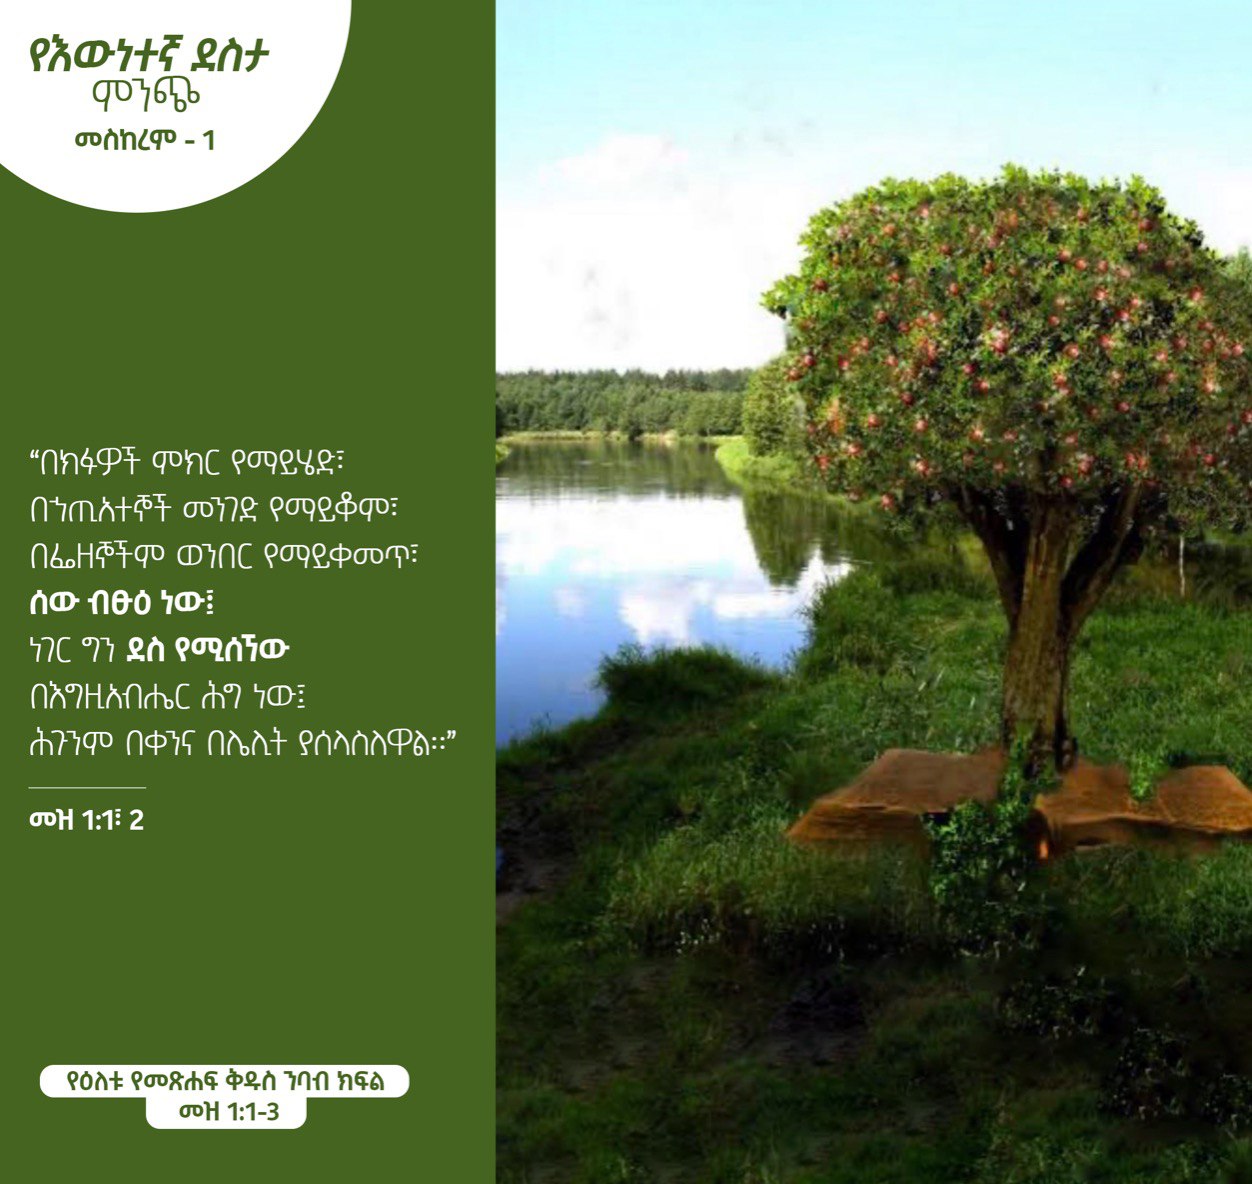 የእውነተኛ ደስታ
ምንጭ
መስከረም - 1
“በክፉዎች ምክር የማይሄድ፣
በኀጢአተኞች መንገድ የማይቆም፣
በፌዘኞችም ወንበር የማይቀመጥ፣
ሰው ብፁዕ ነው፤
ነገር ግን ደስ የሚሰኘው
በእግዚአብሔር ሕግ ነው፤
ሕጉንም በቀንና በሌሊት ያሰላስለዋል።”
መዝ 1:1፣ 2
የዕለቱ የመጽሐፍ ቅዱስ ንባብ ክፍል
መዝ 1:1-3